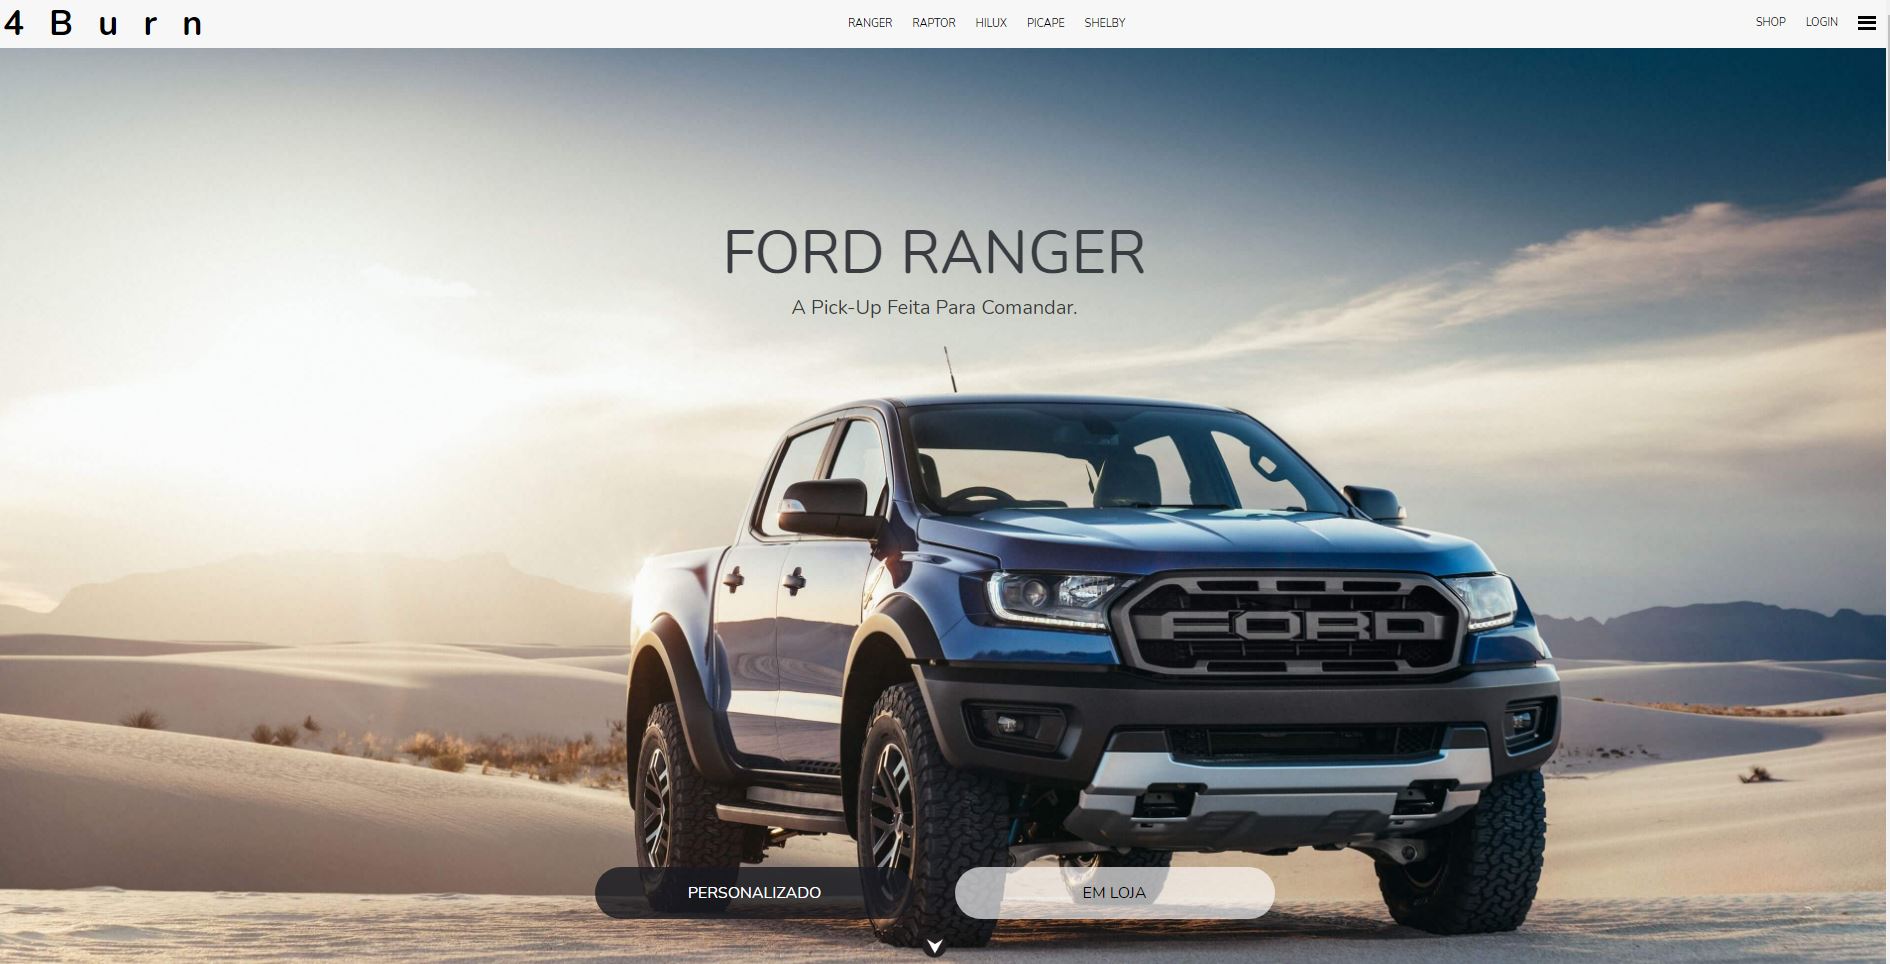 4 Burn
RANGER RAPTOR HILUX PICAPE SHELBY
SHOP LOGIN
FORD RANGER
A Pick-Up Feita Para Comandar.
FORD
PERSONALIZADO
EM LOJA